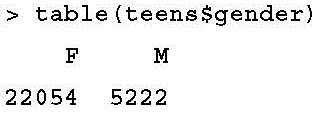 > table(teens$gender)
F M
22054 5222